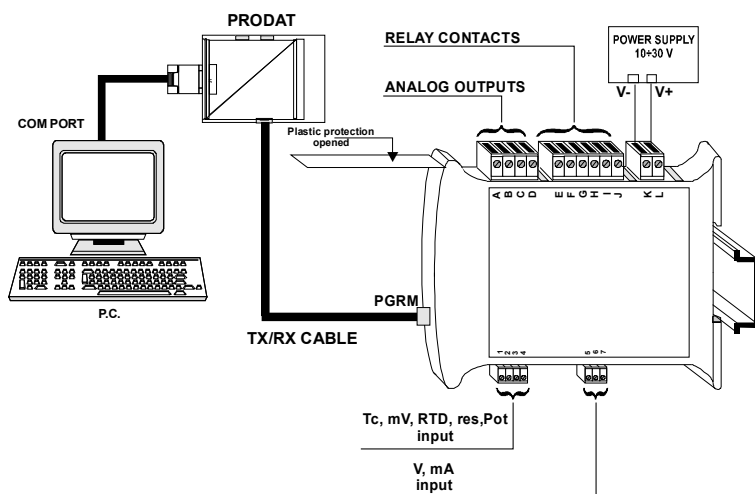 PRODAT
RELAY CONTACTS
POWER SUPPLY
10÷30 V
ANALOG OUTPUTS
V- V+
COM PORT
Plastic protection
opened
A B C D E F G H I J K L
PGRM
P.C.
TX/RX CABLE
1 2 3 4 5 6 7
Tc, mV, RTD, res,Pot
input
V, mA
input